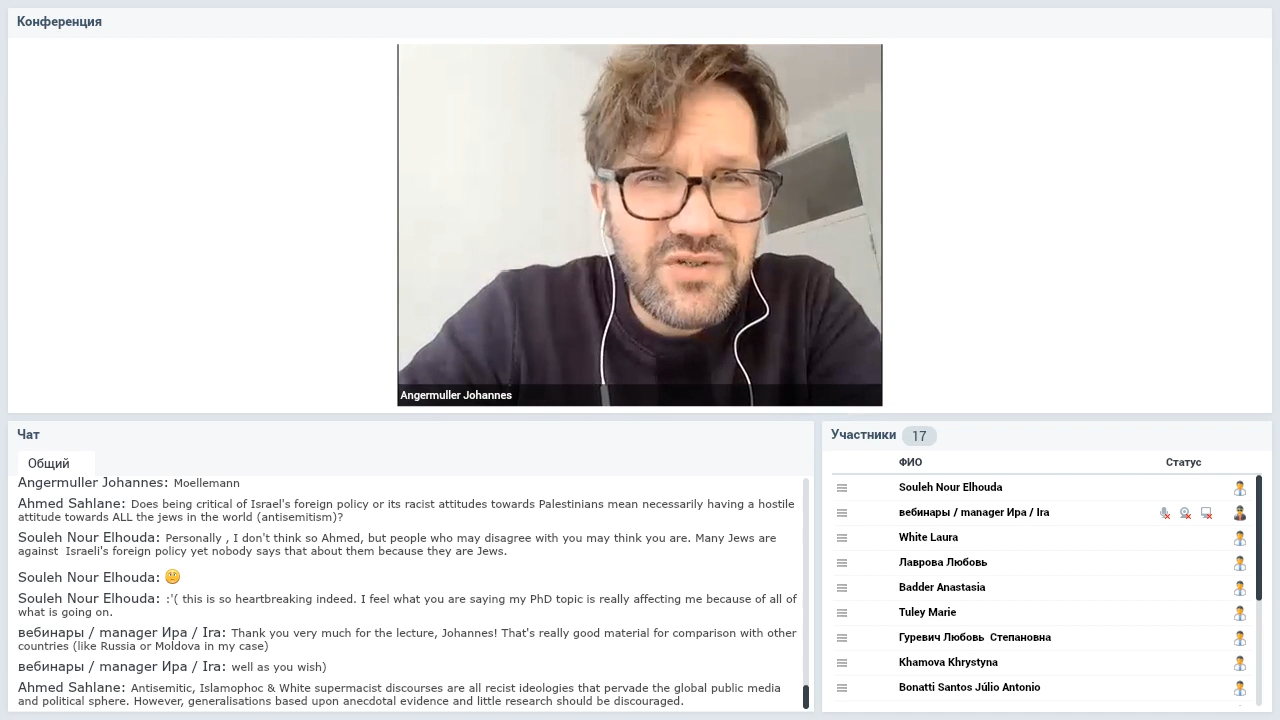 Конференция
Angermuller Johannes
Чат
Общий
Angermuller Johannes: Moellemann
Ahmed Sahlane: Does being critical of Israel's foreign policy or its racist attitudes towards Palestinians mean necessarily having a hostile
attitude towards ALL the jews in the world (antisemitism)?
Souleh Nour Elhouda: Personally , I don't think so Ahmed, but people who may disagree with you may think you are. Many Jews are
against Israeli's foreign policy yet nobody says that about them because they are Jews.
Souleh Nour Elhouda:
Souleh Nour Elhouda: :'( this is so heartbreaking indeed. I feel what you are saying my PhD topic is really affecting me because of all of
what is going on.
вебинары / manager Ира / Ira: Thank you very much for the lecture, Johannes! That's really good material for comparison with other
countries (like Russia or Moldova in my case)
вебинары / manager Ира / Ira: well as you wish)
Ahmed Sahlane: Antisemitic, Islamophoc & White supermacist discourses are all recist ideologies that pervade the global public media
and political sphere. However, generalisations based upon anecdotal evidence and little research should be discouraged.
Участники 17
ФИО Статус
Souleh Nour Elhouda
вебинары / manager Ира / Ira
White Laura
Лаврова Любовь
Badder Anastasia
Tuley Marie
Гуревич Любовь Степановна
Khamova Khrystyna
Bonatti Santos Júlio Antonio